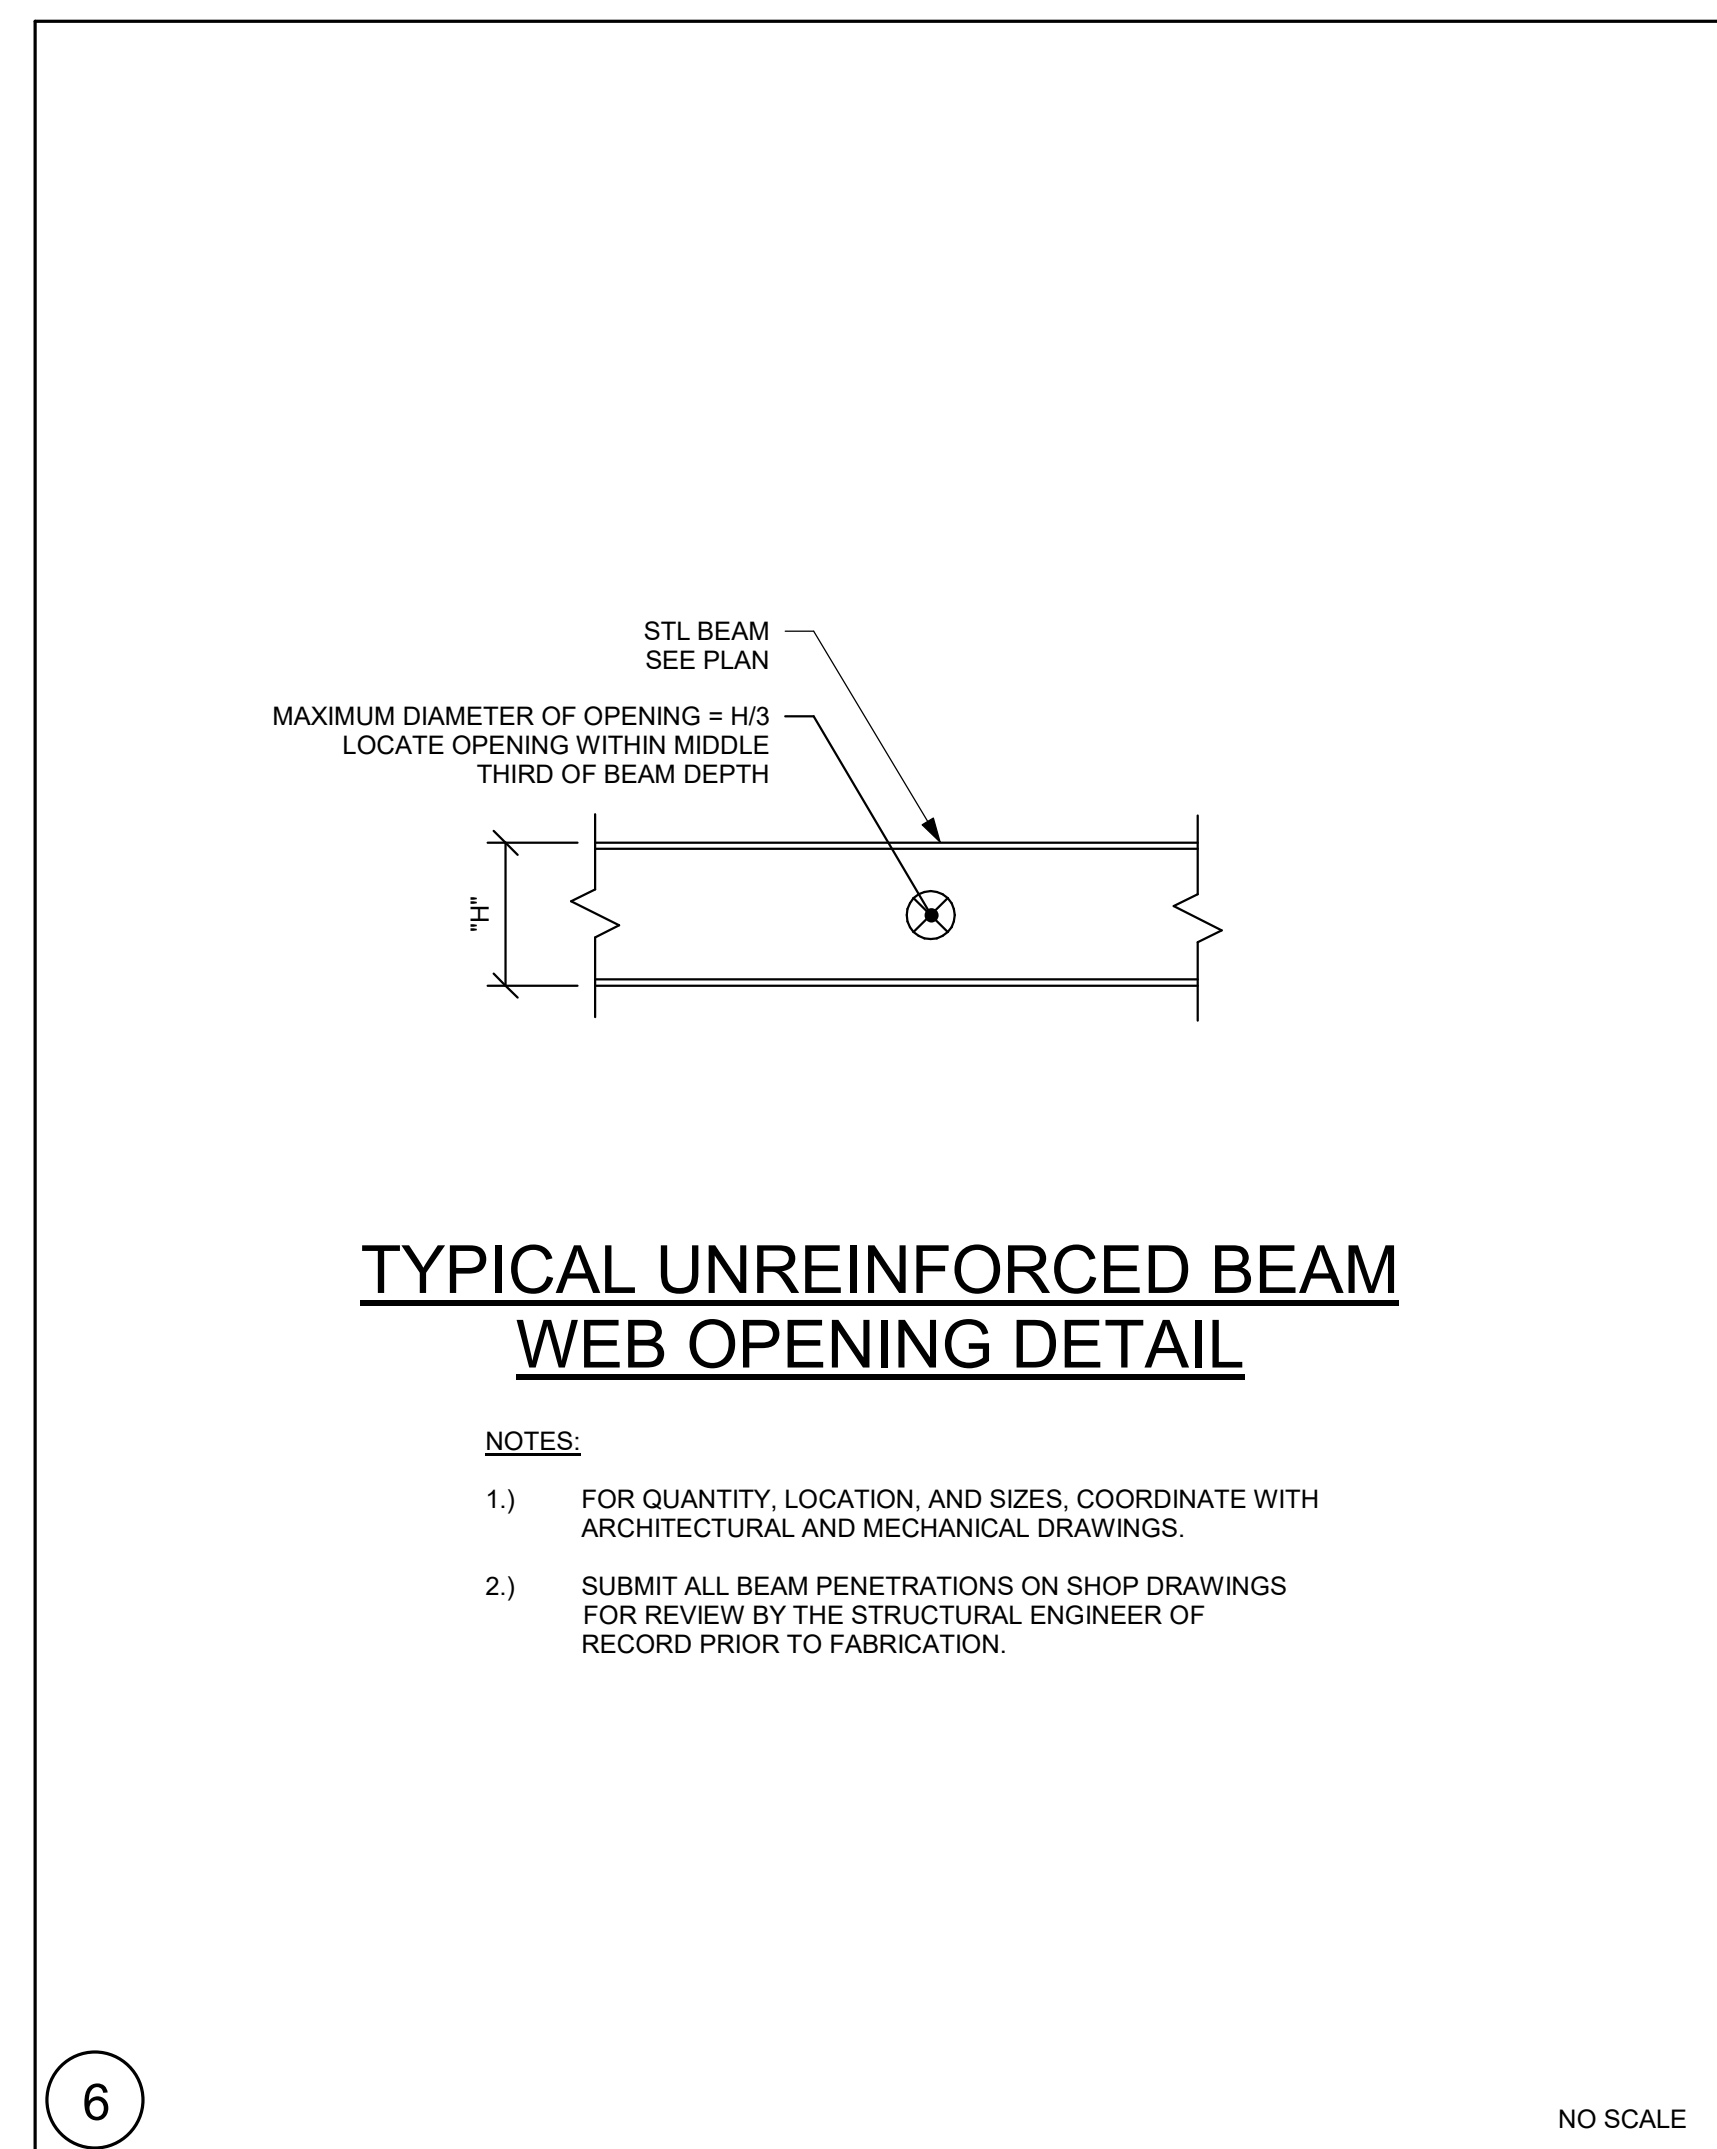 STL BEAM
SEE PLAN
MAXIMUM DIAMETER OF OPENING = H/3
LOCATE OPENING WITHIN MIDDLE
THIRD OF BEAM DEPTH
"H"
TYPICAL UNREINFORCED BEAM
WEB OPENING DETAIL
NOTES:
1.) FOR QUANTITY, LOCATION, AND SIZES, COORDINATE WITH
ARCHITECTURAL AND MECHANICAL DRAWINGS.
2.) SUBMIT ALL BEAM PENETRATIONS ON SHOP DRAWINGS
FOR REVIEW BY THE STRUCTURAL ENGINEER OF
RECORD PRIOR TO FABRICATION.
6
NO SCALE